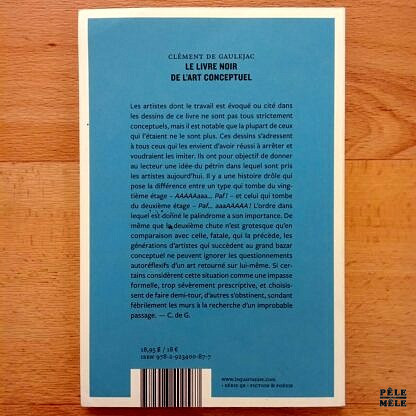 CLÉMENT DE GAULEJAC
LE LIVRE NOIR
DE L'ART CONCEPTUEL
Les artistes dont le travail est évoqué ou cité dans
les dessins de ce livre ne sont pas tous strictement
conceptuels, mais il est notable que la plupart de ceux
qui l'étaient ne le sont plus. Ces dessins s'adressent
à tous ceux qui les envient d'avoir réussi à arrêter et
voudraient les imiter. Ils ont pour objectif de donner
au lecteur une idée du pétrin dans lequel sont pris
les artistes aujourd'hui. Il y a une histoire drôle qui
pose la différence entre un type qui tombe du ving-
tième étage – AAAAAaaa... Paf ! – et celui qui tombe
du deuxième étage – Paf... aaaAAAAA ! L'ordre dans
lequel est donné le palindrome a son importance. De
même que la deuxième chute n'est grotesque qu'en
comparaison avec celle, fatale, qui la précède, les
générations d'artistes qui succèdent au grand bazar
conceptuel ne peuvent ignorer les questionnements
autoréflexifs d'un art retourné sur lui-même. Si cer-
tains considèrent cette situation comme une impasse
formelle, trop sévèrement prescriptive, et choisis-
sent de faire demi-tour, d'autres s'obstinent, sondant
fébrilement les murs à la recherche d'un improbable
passage. — C. de G.
18,95 $ / 18 €
ISBN 978-2-923400-87-7
www.lequartanier.com
• SÉRIE QR • FICTION & POÉSIE
PÊLE
MÊLE